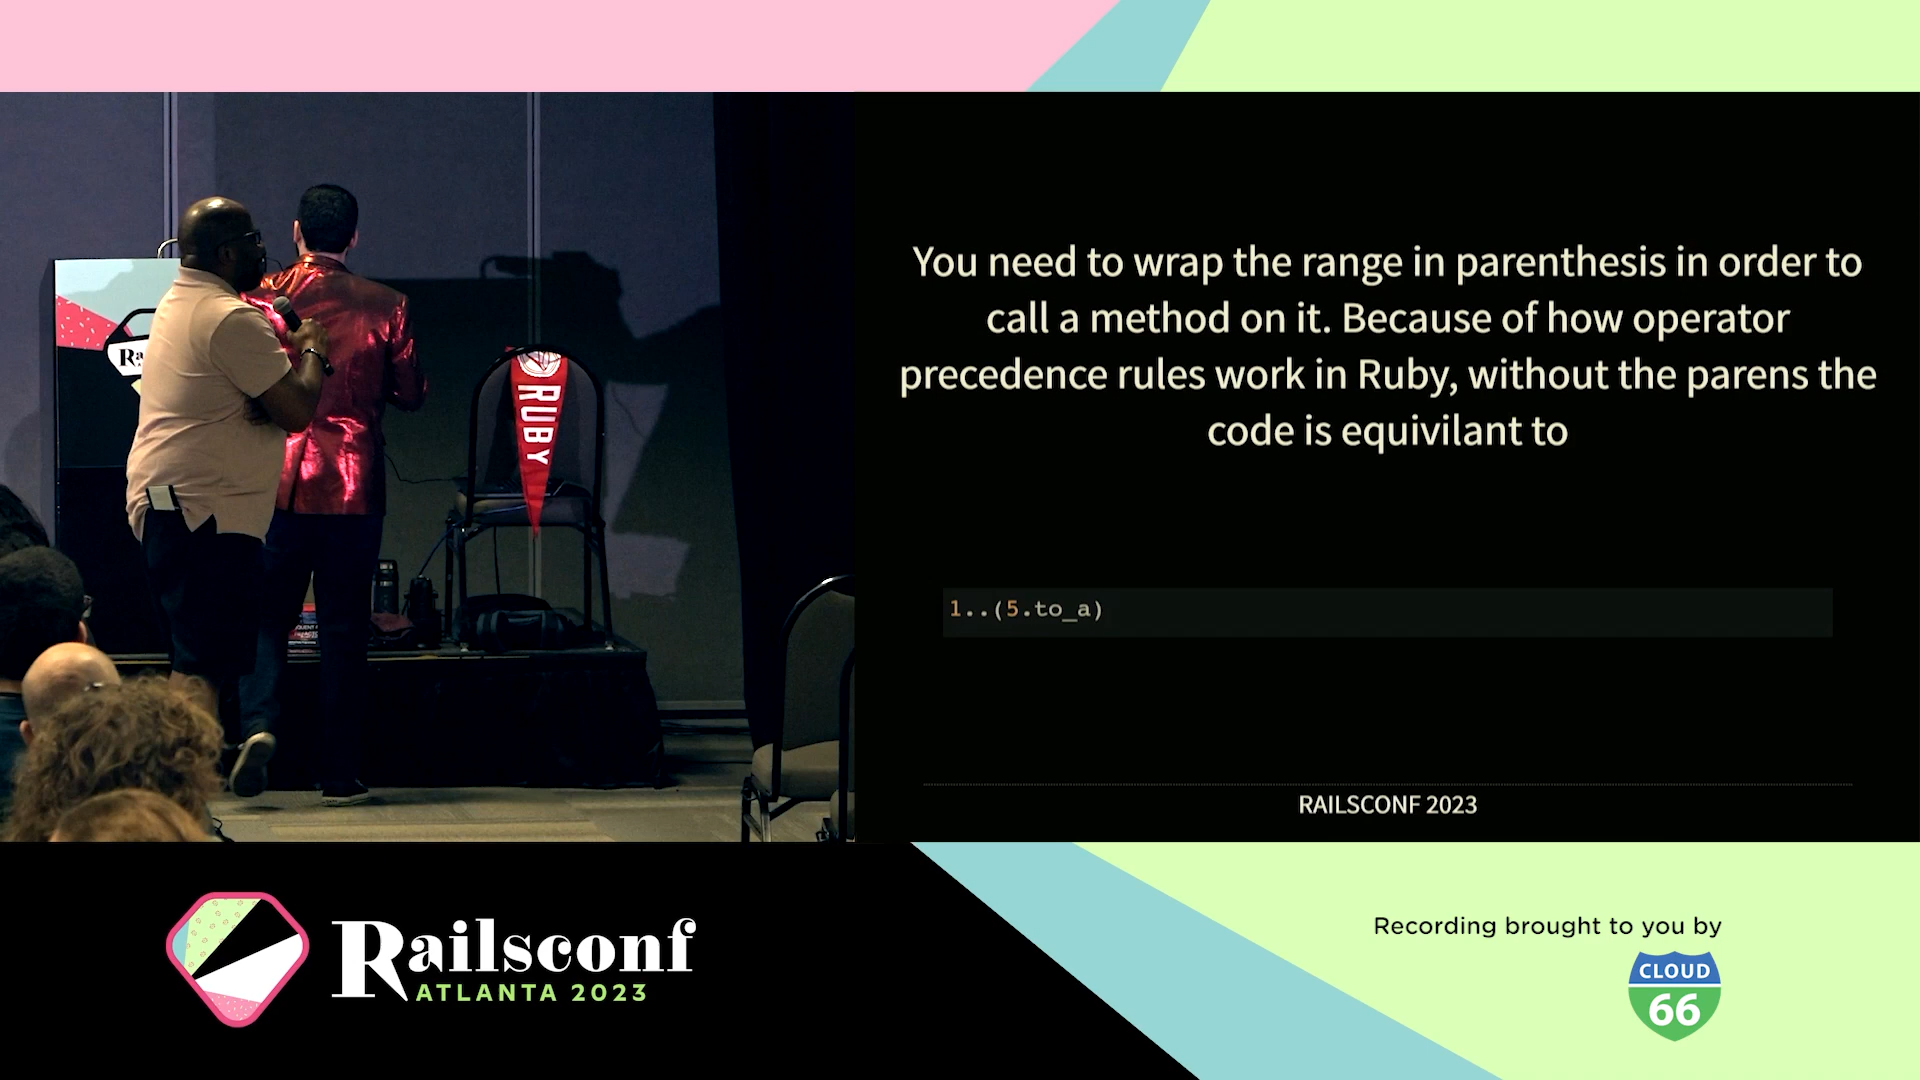 You need to wrap the range in parenthesis in order to
call a method on it. Because of how operator
precedence rules work in Ruby, without the parens the
code is equivilant to
1..(5.to_a)
RAILSCONF 2023
Ra
RUBY
Railsconf
ATLANTA 2023
Recording brought to you by
CLOUD
66